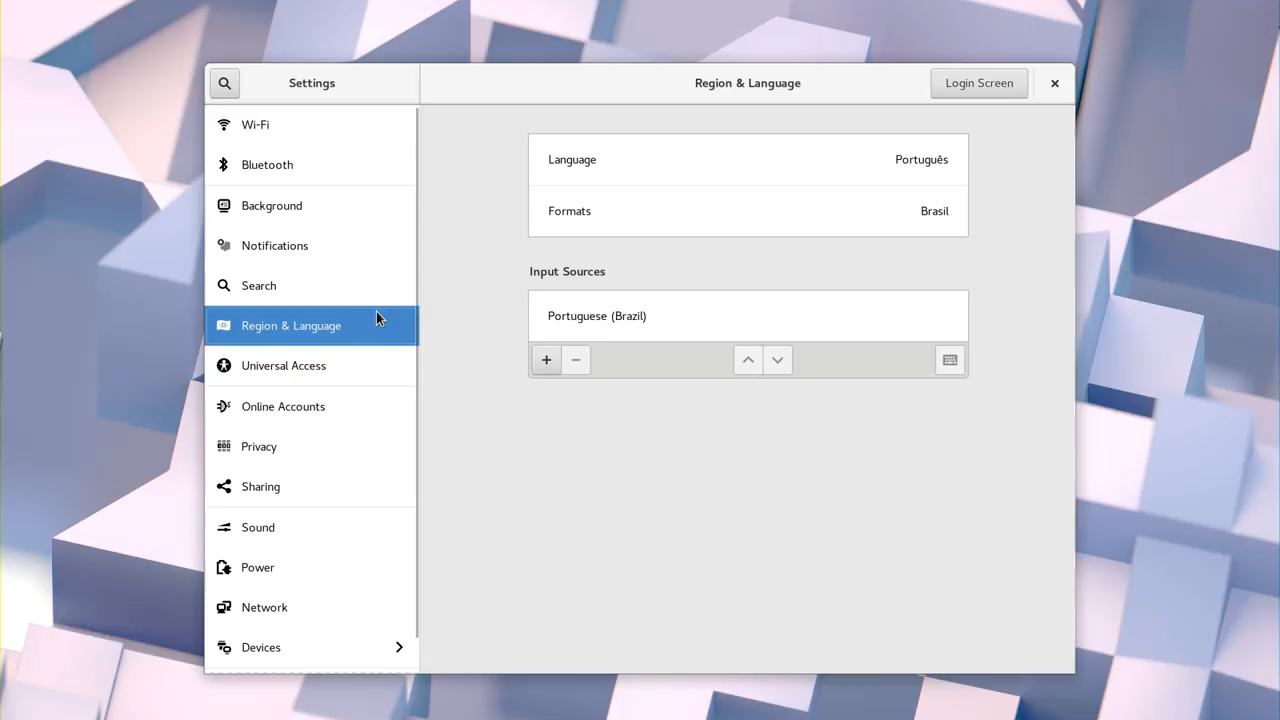 Settings
Region & Language
Login Screen
Wi-Fi
Bluetooth
Background
Notifications
Search
Region & Language
Universal Access
Online Accounts
Privacy
Sharing
Sound
Power
Network
Devices
Language Português
Formats Brasil
Input Sources
Portuguese (Brazil)